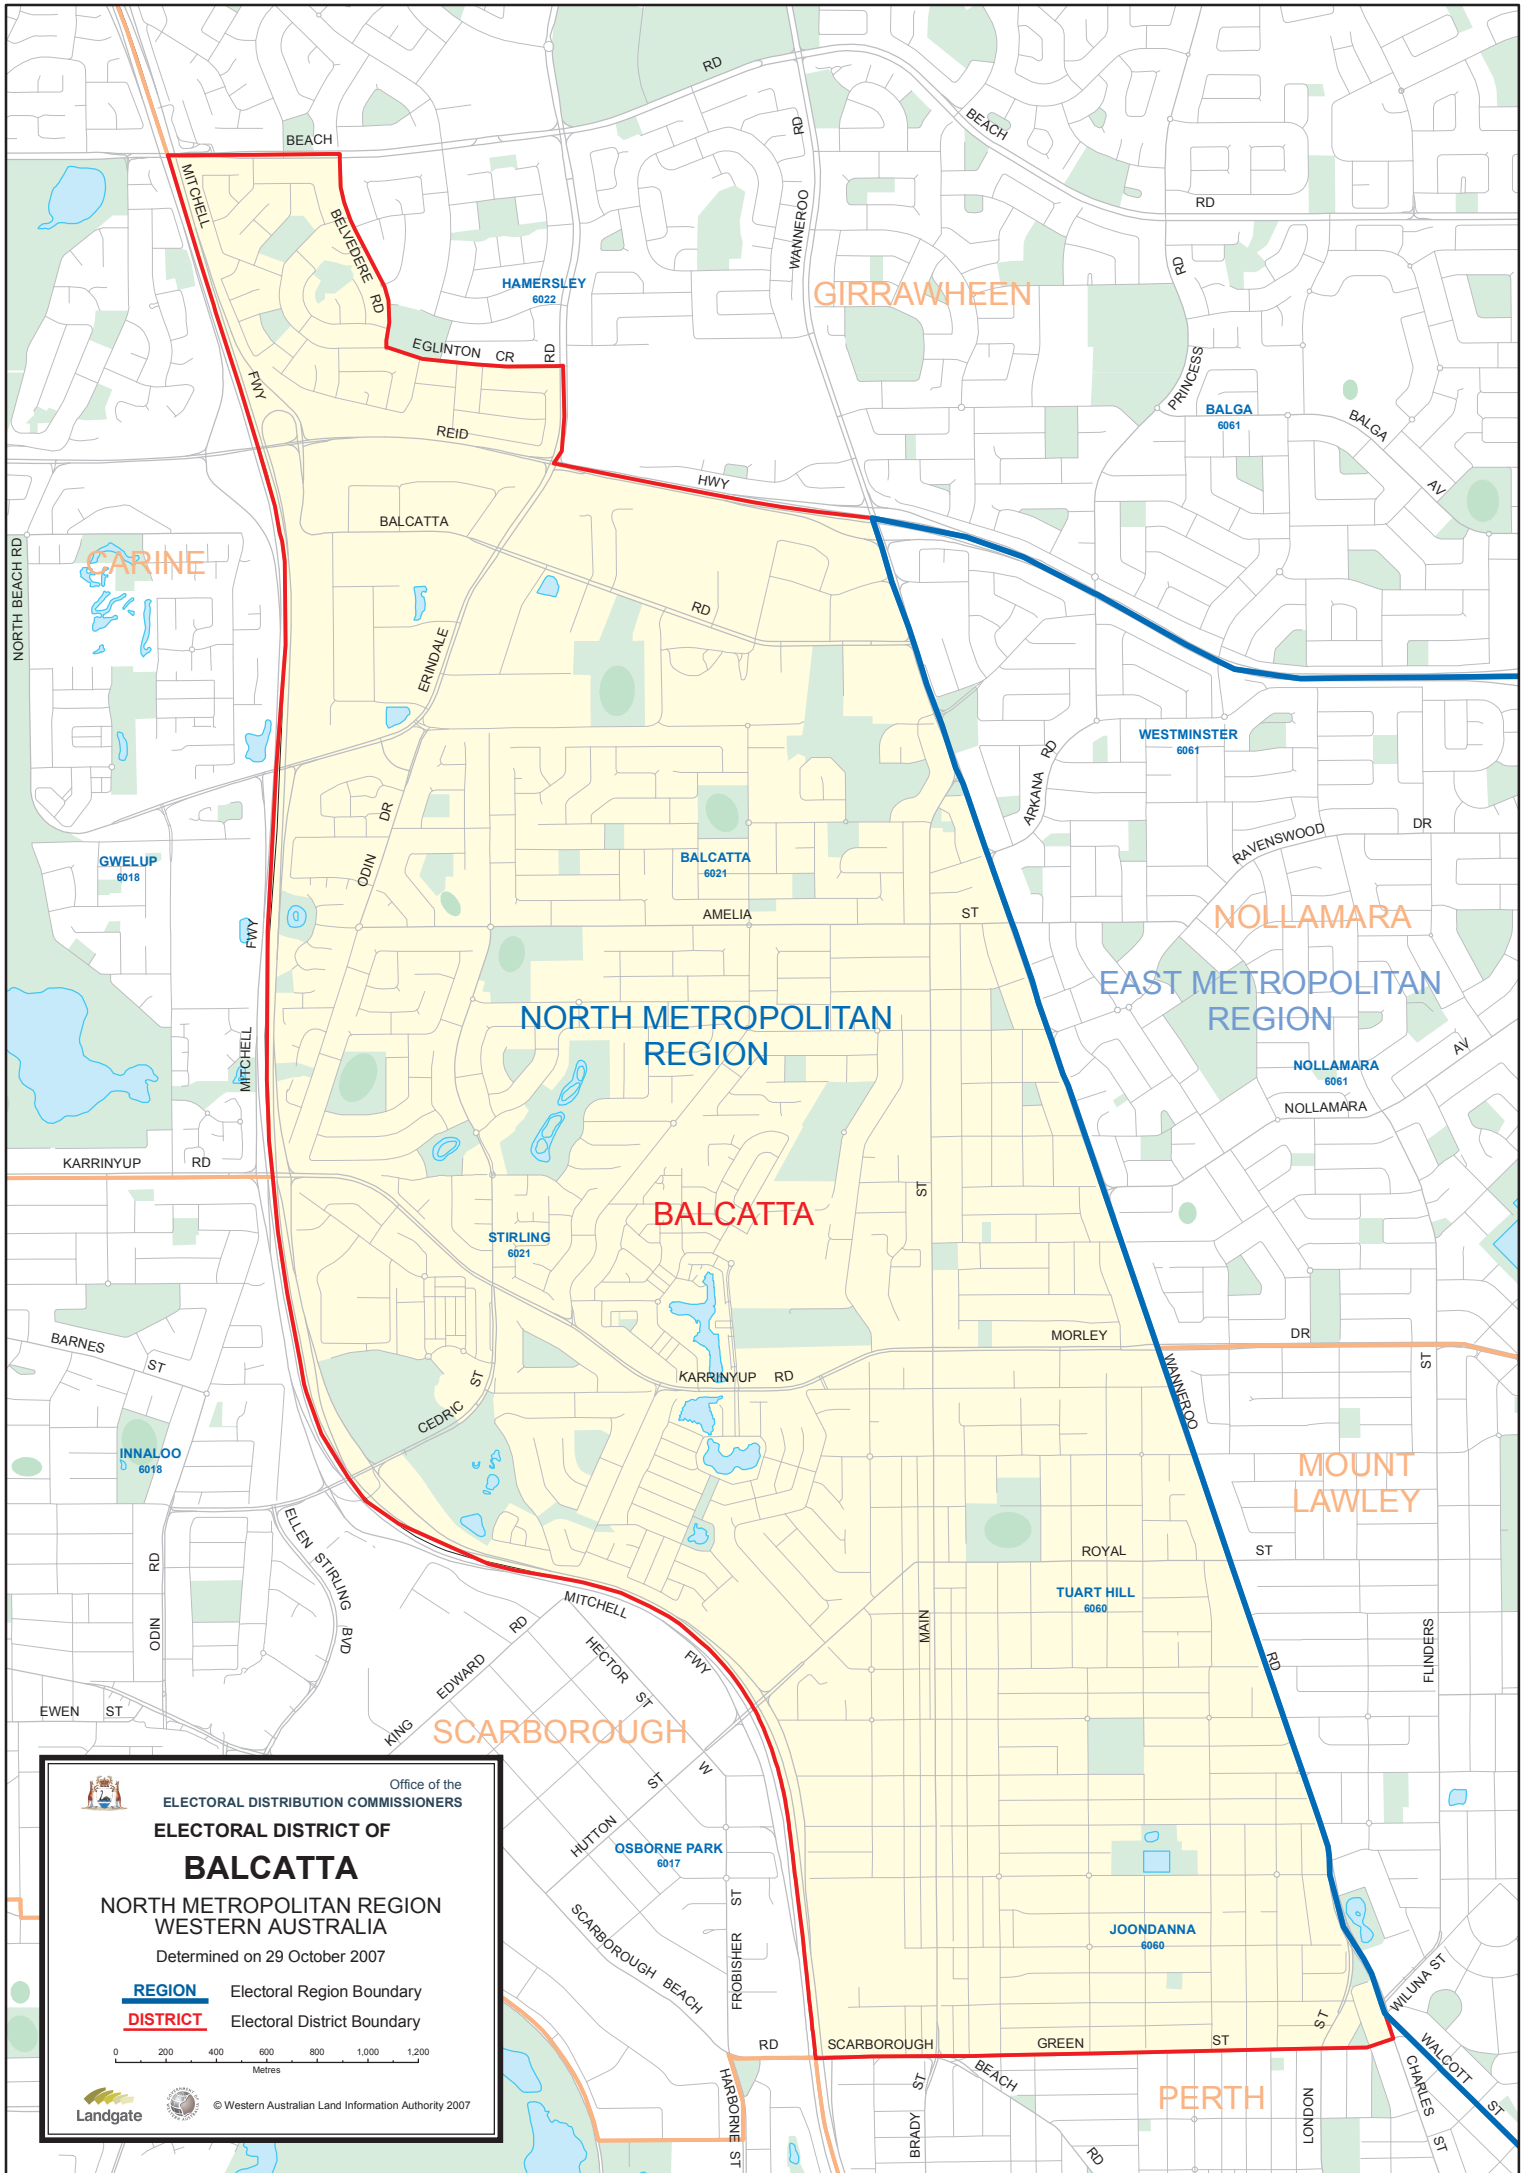 RD
BEACH
BEACH
RD
RD
MITCHELL
BELVEDERE
RD
WANNEROO
RD
HAMERSLEY
6022
GIRRAWHEEN
EGLINTON CR
RD
FWY
PRINCESS
BALGA
6061
BALGA
AV
REID
HWY
BALCATTA
RD
NORTH BEACH RD
CARINE
ERINDALE
WESTMINSTER
6061
ARKANA RD
ODIN DR
RAVENSWOOD
DR
GWELUP
6018
BALCATTA
6021
AMELIA
ST
FWY
MITCHELL
NOLLAMARA
EAST METROPOLITAN
REGION
NORTH METROPOLITAN
REGION
NOLLAMARA
6061
NOLLAMARA
AV
KARRINYUP RD
ST
BALCATTA
STIRLING
6021
MORLEY
DR
BARNES
ST
ST
KARRINYUP RD
WANNEROO
CEDRIC
ST
INNALOO
6018
MOUNT
LAWLEY
ELLEN STIRLING BVD
ROYAL
ST
RD
ODIN
TUART HILL
6060
MITCHELL
FWY
MAIN
FLINDERS
RD
HECTOR
ST
W
KING EDWARD RD
EWEN ST
SCARBOROUGH
HUTTON
ST
OSBORNE PARK
6017
SCARBOROUGH BEACH
FROBISHER
ST
JOONDANNA
6060
WILUNA ST
ST
RD
SCARBOROUGH
GREEN
ST
BEACH
RD
WALCOTT
ST
HARBORNE ST
BRADY
ST
PERTH
LONDON
CHARLES
ST
Office of the
ELECTORAL DISTRIBUTION COMMISSIONERS
ELECTORAL DISTRICT OF
BALCATTA
NORTH METROPOLITAN REGION
WESTERN AUSTRALIA
Determined on 29 October 2007
REGION Electoral Region Boundary
DISTRICT Electoral District Boundary
0 200 400 600 800 1,000 1,200
Metres
Landgate
© Western Australian Land Information Authority 2007